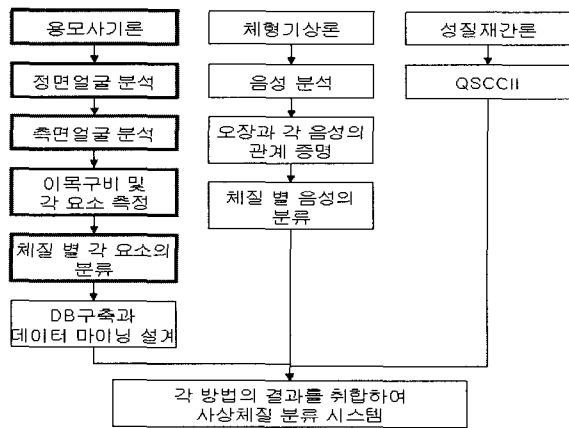 용모사기론
정면얼굴 분석
측면얼굴 분석
이목구비 및
각 요소 측정
체질 별 각 요소의
분류
DB구축과
데이터 마이닝 설계
체형기상론
음성 분석
오장과 각 음성의
관계 증명
체질 별 음성의
분류
성질재간론
QSCCII
각 방법의 결과를 취합하여
사상체질 분류 시스템